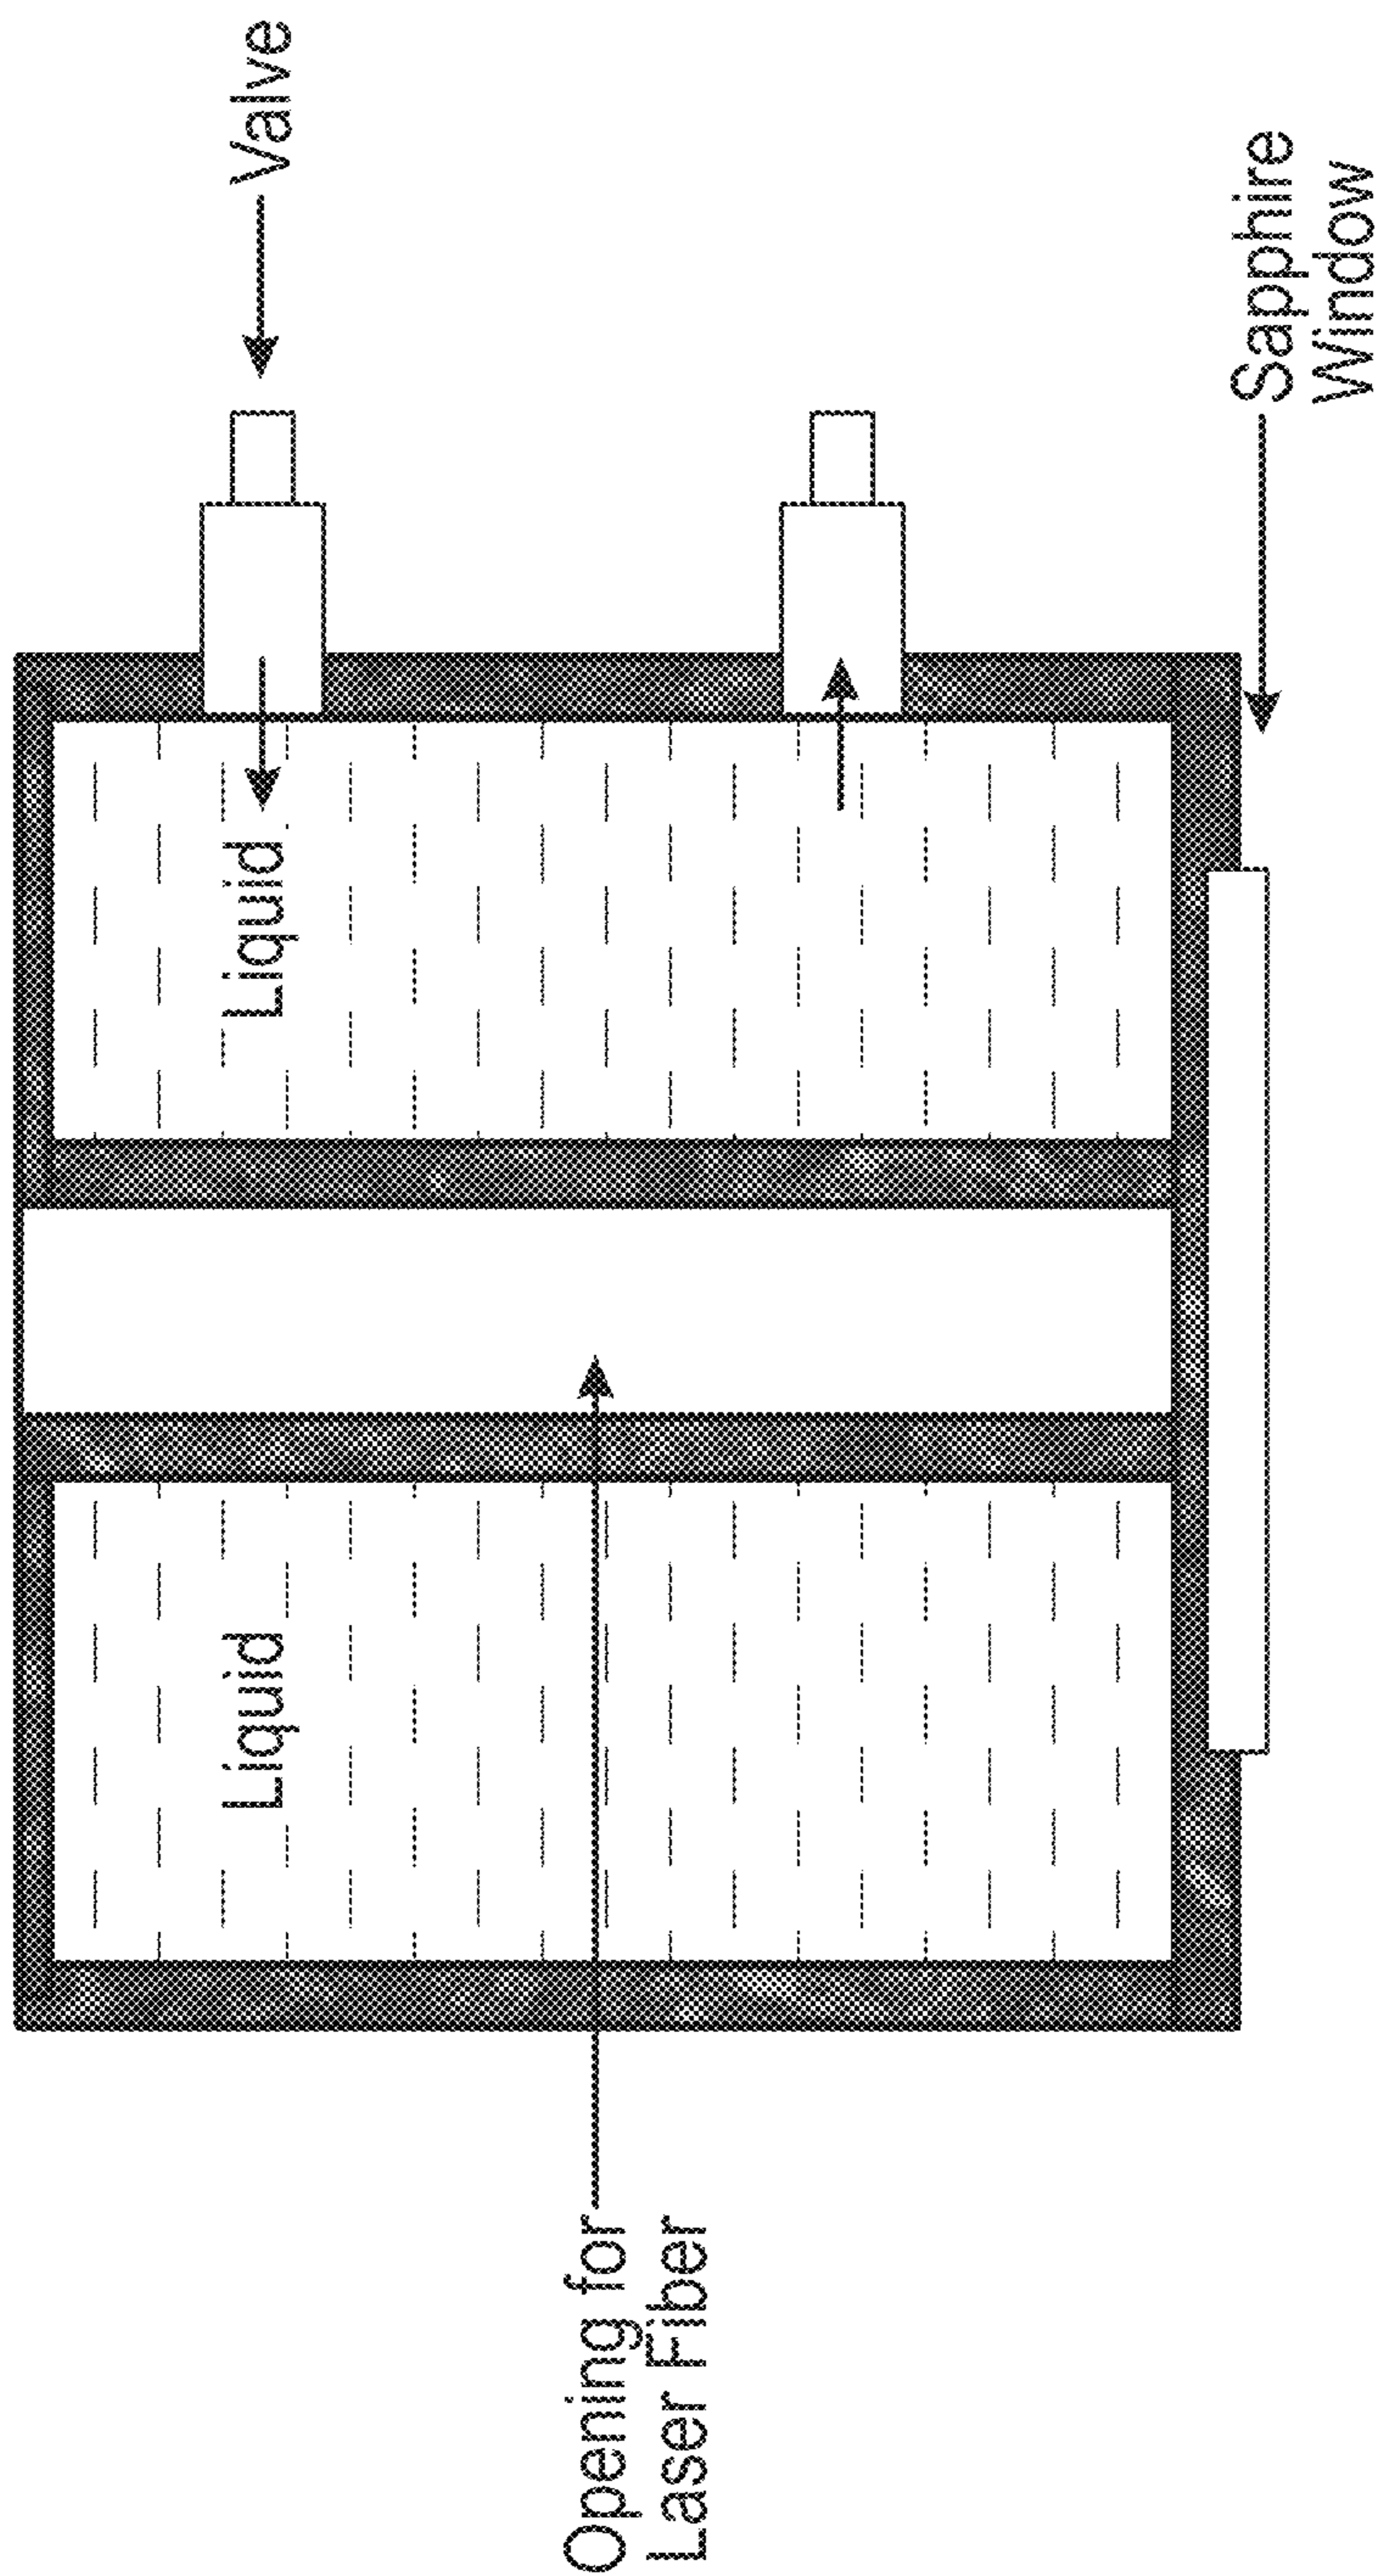 Valve
Sapphire
Window
Liquid
Liquid
Opening for
Laser Fiber